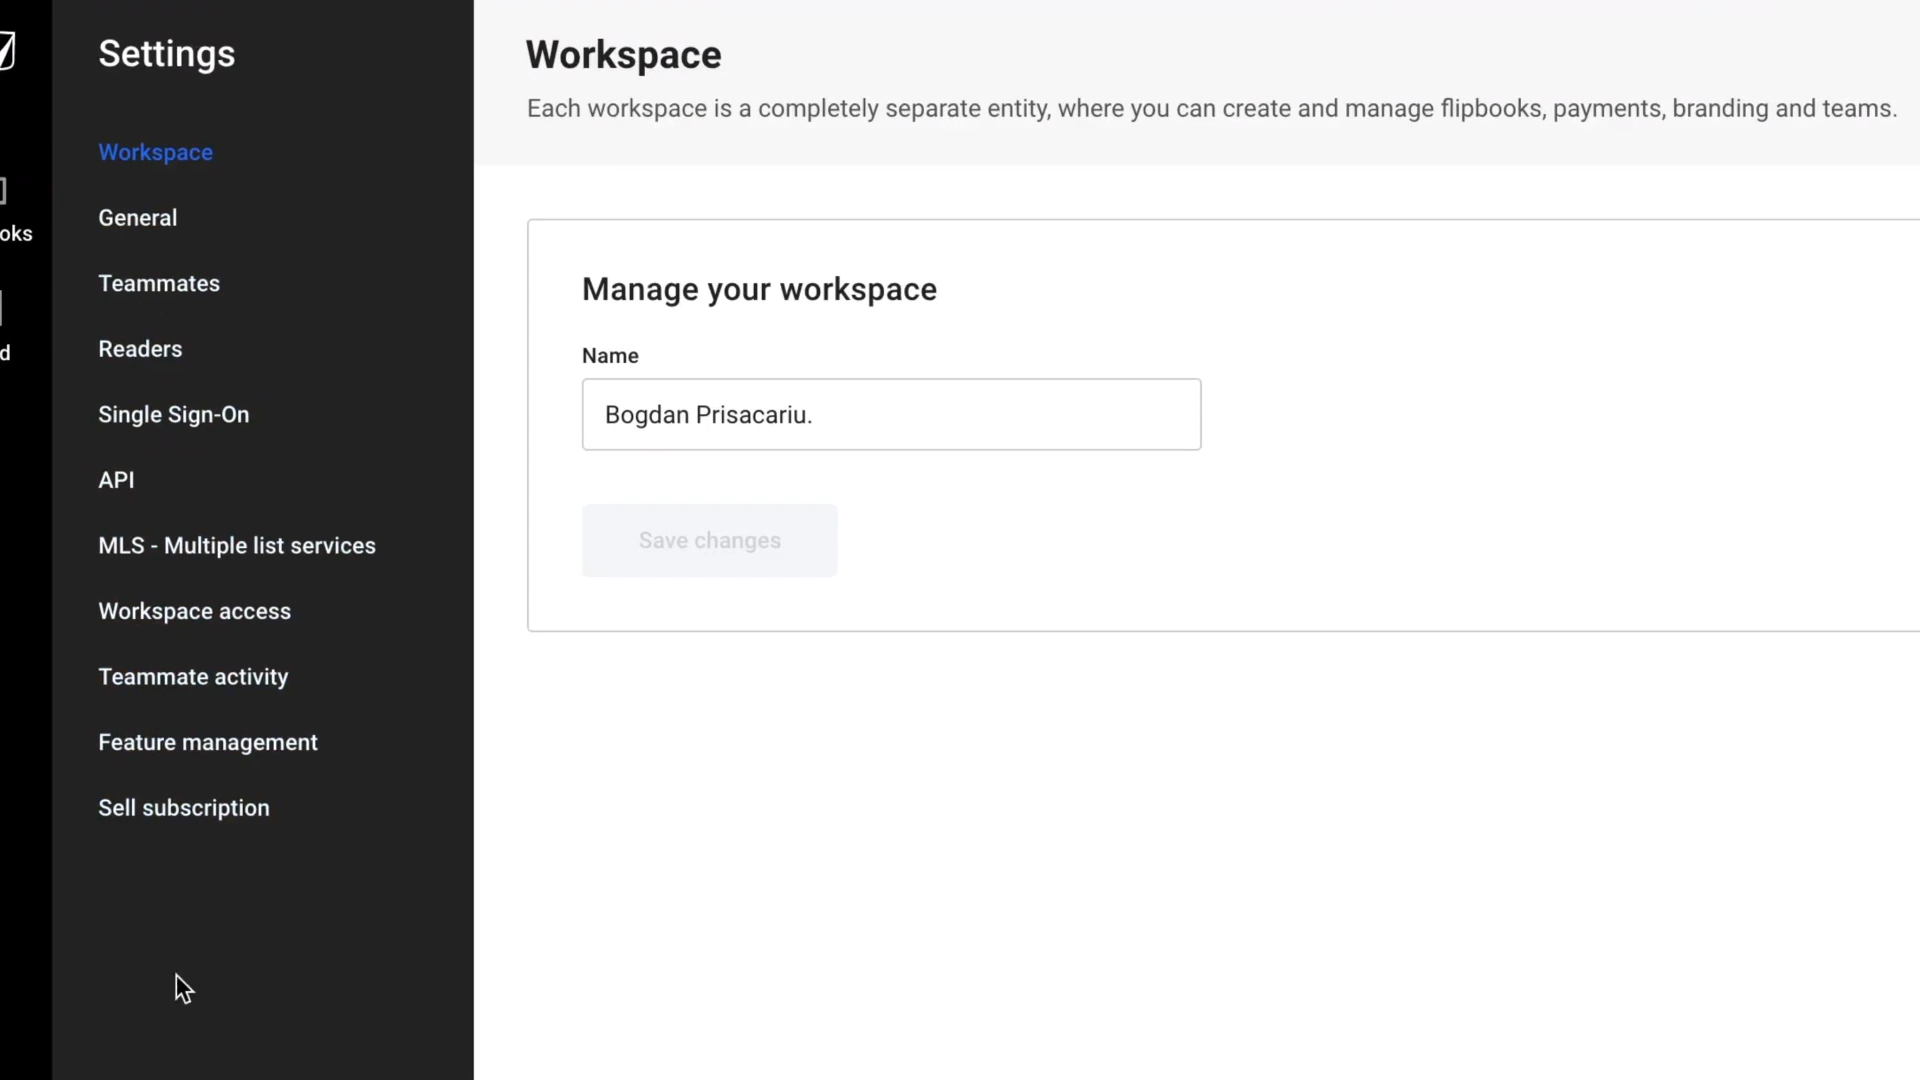 Settings
Workspace
General
Teammates
Readers
Single Sign-On
API
MLS - Multiple list services
Workspace access
Teammate activity
Feature management
Sell subscription
oks
d
Workspace
Each workspace is a completely separate entity, where you can create and manage flipbooks, payments, branding and teams.
Manage your workspace
Name
Bogdan Prisacariu.
Save changes